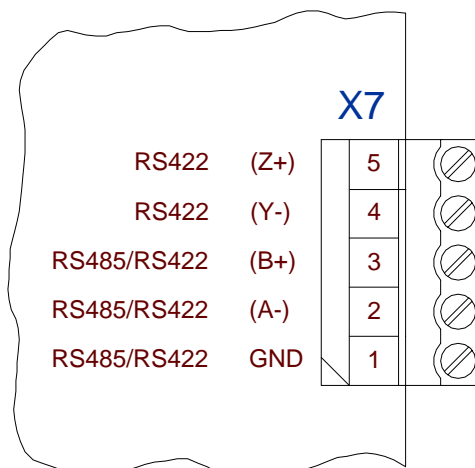 X7
RS422 (Z+) 5
RS422 (Y-) 4
RS485/RS422 (B+) 3
RS485/RS422 (A-) 2
RS485/RS422 GND 1